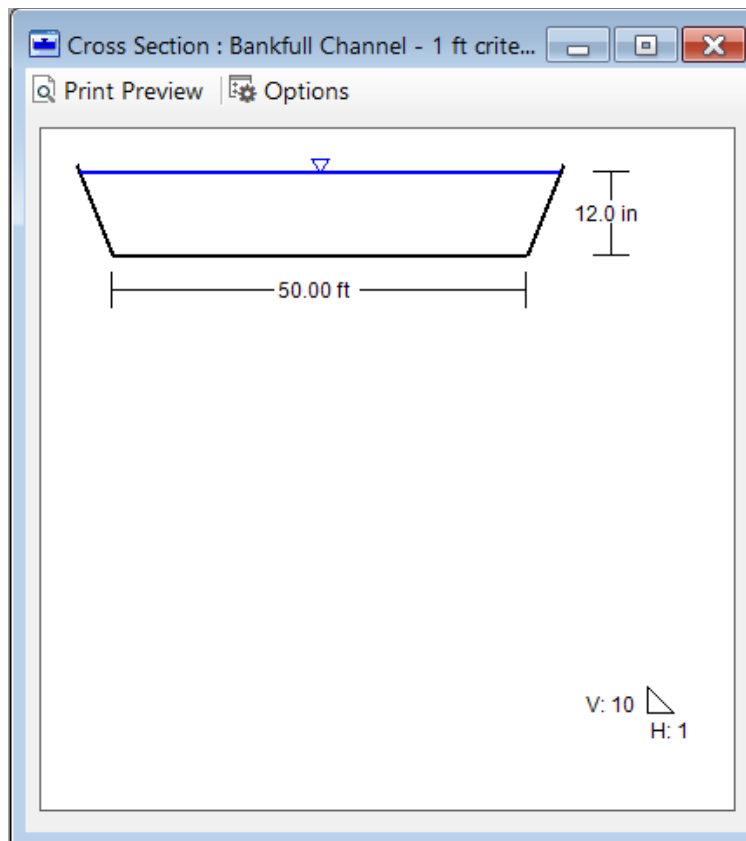 Cross Section : Bankfull Channel - 1 ft crite...
Print Preview Options
12.0 in
50.00 ft
V: 10
H: 1